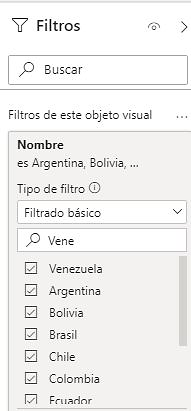 Filtros
Buscar
Filtros de este objeto visual ...
Nombre
es Argentina, Bolivia, ...
Tipo de filtro
Filtrado básico
Vene
Venezuela
Argentina
Bolivia
Brasil
Chile
Colombia
Ecuador